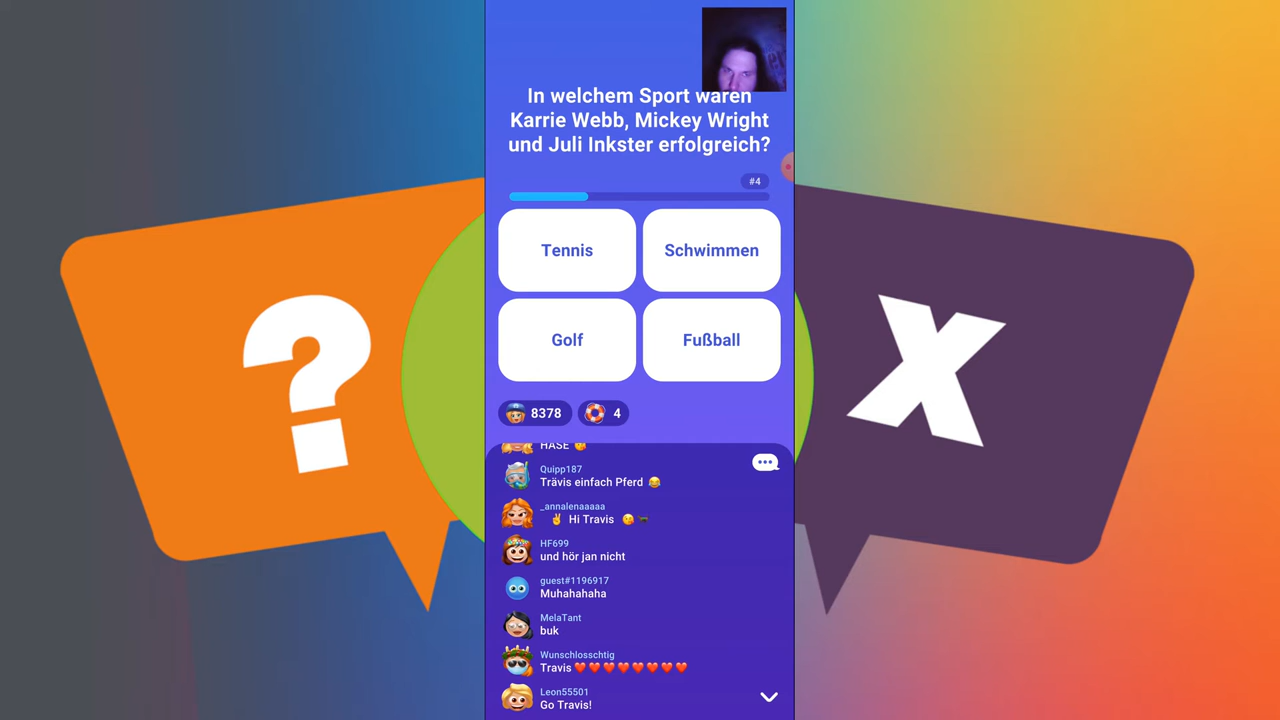 ?
X
In welchem Sport waren
Karrie Webb, Mickey Wright
und Juli Inkster erfolgreich?
#4
Tennis
Schwimmen
Golf
Fußball
8378
4
HASE 🤔
Quipp187
Trävis einfach Pferd 😂
_annalenaaaaa
✌ Hi Travis
HF699
und hör jan nicht
guest#1196917
Muhahahaha
MelaTant
buk
Wunschlosschtig
Travis ❤❤❤❤❤❤❤❤
Leon55501
Go Travis!